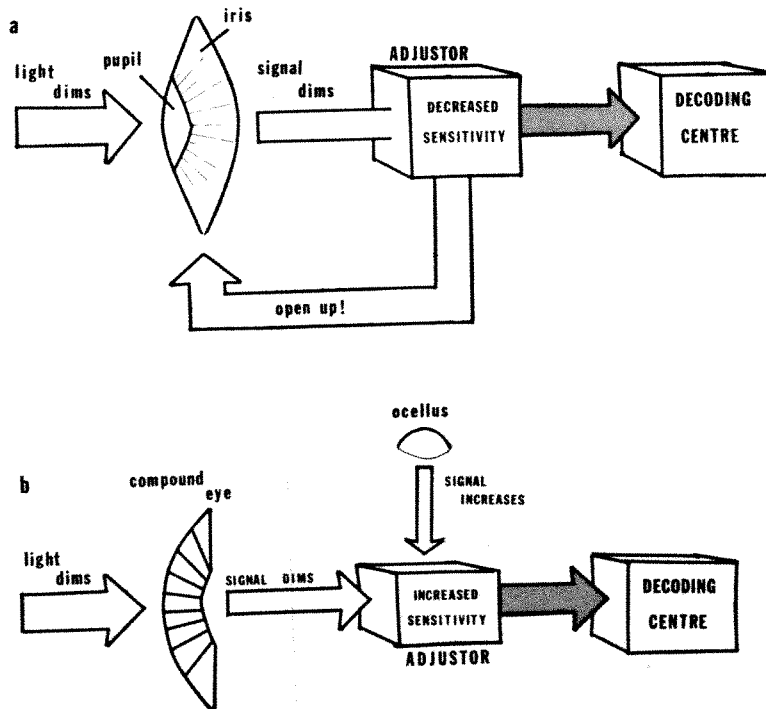 a
iris
pupil
light
dims
signal
dims
ADJUSTOR
DECREASED
SENSITIVITY
DECODING
CENTRE
open up!
ocellus
b
compound
eye
SIGNAL
INCREASES
light
dims
SIGNAL DIMS
INCREASED
SENSITIVITY
ADJUSTOR
DECODING
CENTRE